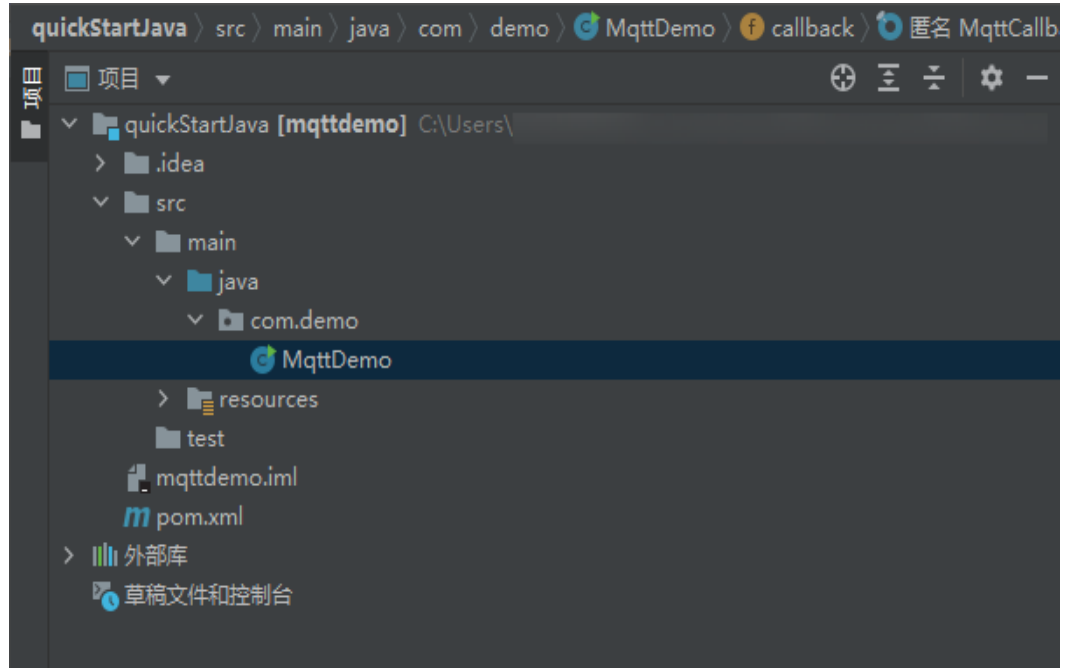 quickStartJava 〉 src 〉 main 〉 java 〉 com 〉 demo 〉 MqttDemo 〉 callback 〉 匿名 MqttCallb
项目
项目
quickStartJava [mqttdemo] C:\Users\
.idea
src
main
java
com.demo
MqttDemo
resources
test
mqttdemo.iml
pom.xml
外部库
草稿文件和控制台